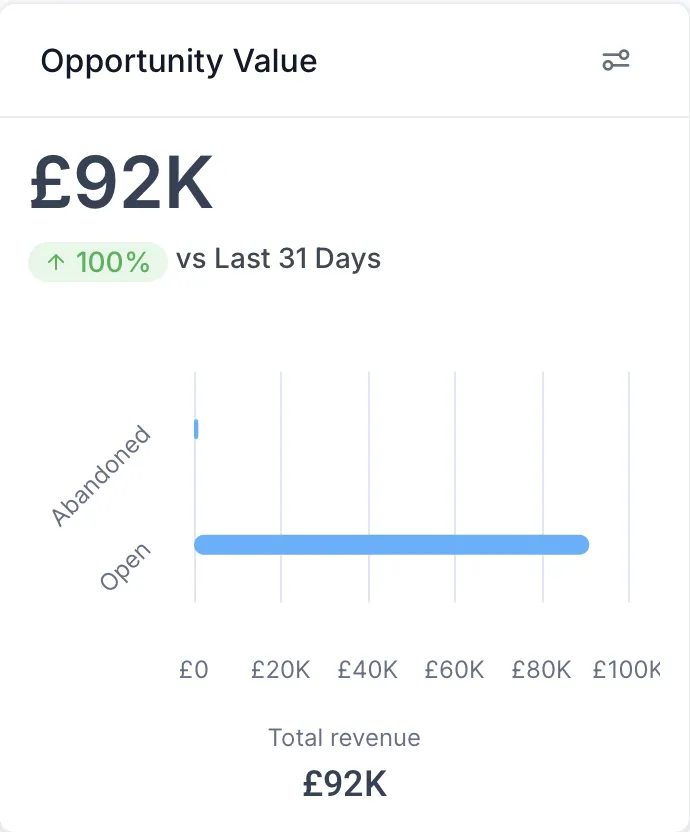 Opportunity Value
£92K
↑ 100% vs Last 31 Days
Abandoned
Open
£0 £20K £40K £60K £80K £100K
Total revenue
£92K